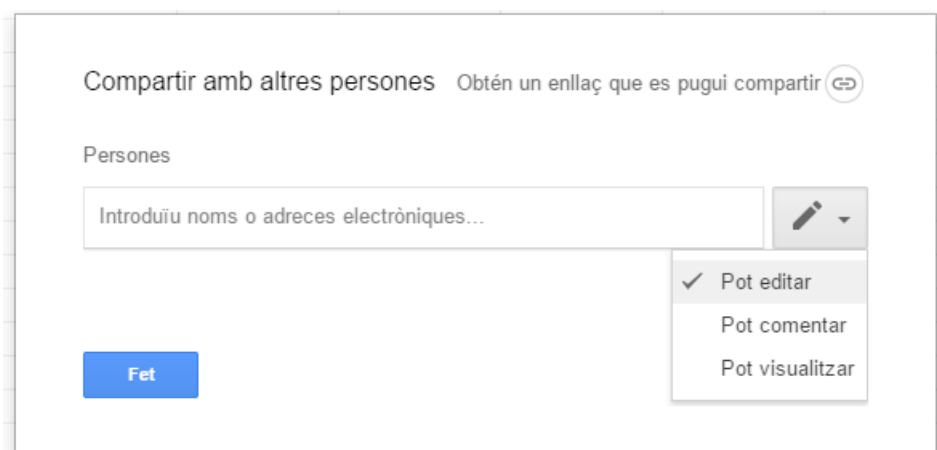 Compartir amb altres persones Obtén un enllaç que es pugui compartir
Persones
Introduïu noms o adreces electròniques...
Pot editar
Pot comentar
Pot visualitzar
Fet